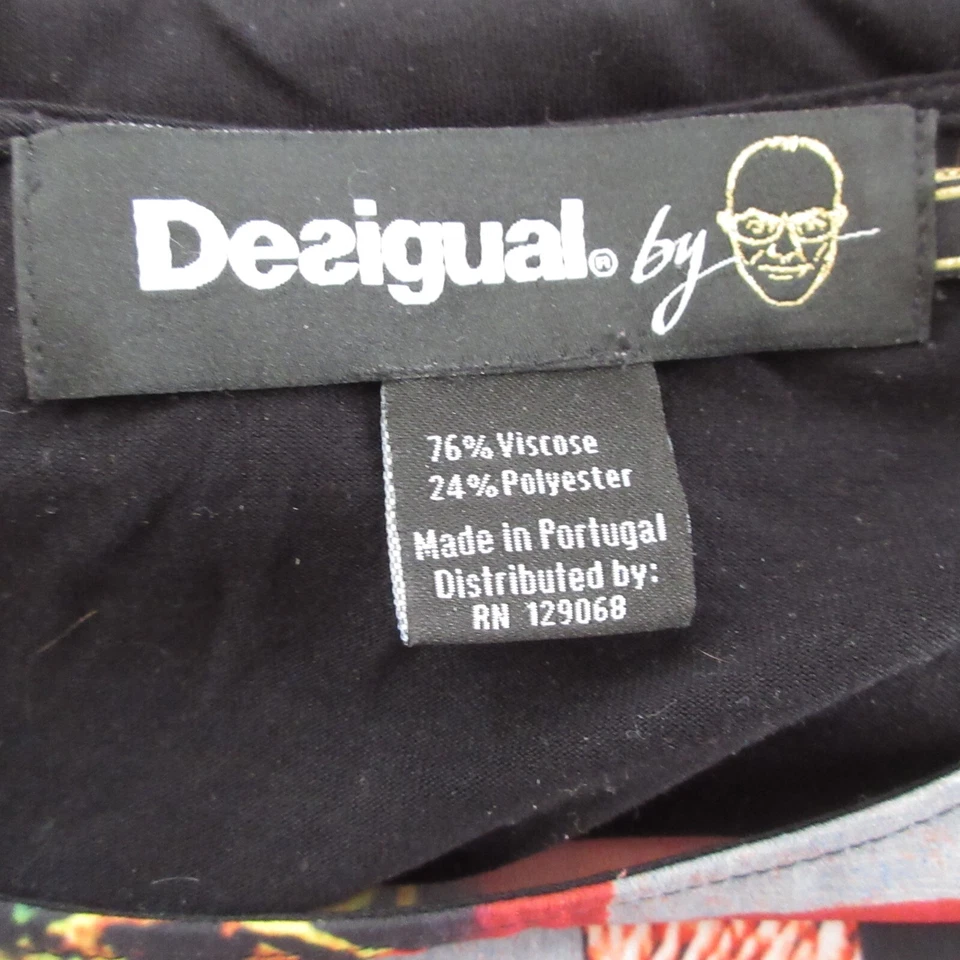 Desigual® by
76% Viscose
24% Polyester
Made in Portugal
Distributed by:
RN 129068